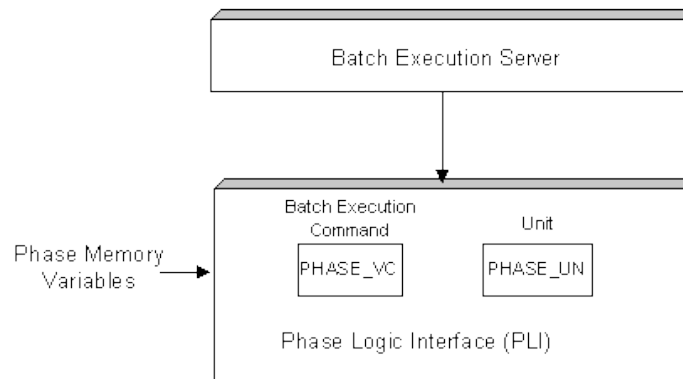 Batch Execution Server
Batch Execution
Command
Unit
PHASE_VC
PHASE_UN
Phase Memory
Variables
Phase Logic Interface (PLI)